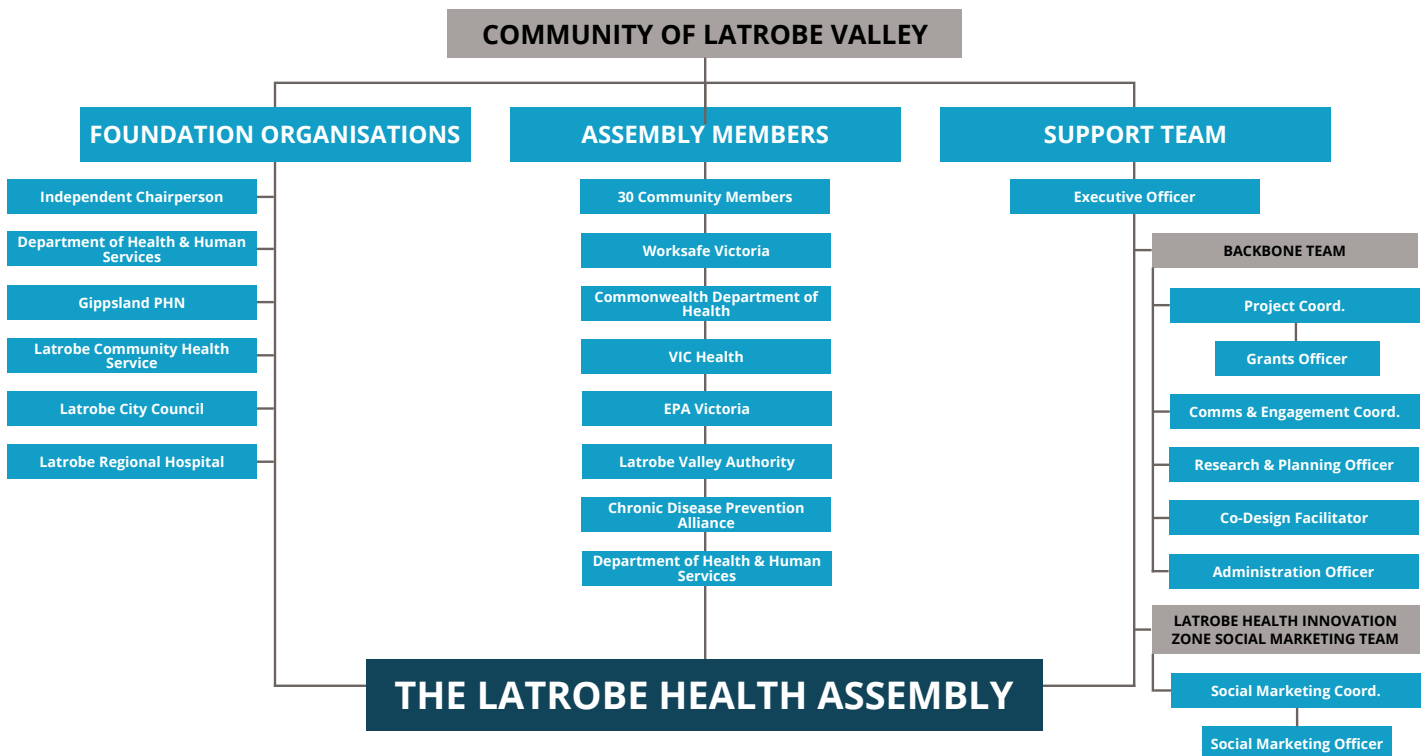 COMMUNITY OF LATROBE VALLEY
FOUNDATION ORGANISATIONS
Independent Chairperson
Department of Health & Human
Services
Gippsland PHN
Latrobe Community Health
Service
Latrobe City Council
Latrobe Regional Hospital
ASSEMBLY MEMBERS
30 Community Members
Worksafe Victoria
Commonwealth Department of
Health
VIC Health
EPA Victoria
Latrobe Valley Authority
Chronic Disease Prevention
Alliance
Department of Health & Human
Services
SUPPORT TEAM
Executive Officer
BACKBONE TEAM
Project Coord.
Grants Officer
Comms & Engagement Coord.
Research & Planning Officer
Co-Design Facilitator
Administration Officer
LATROBE HEALTH INNOVATION
ZONE SOCIAL MARKETING TEAM
Social Marketing Coord.
Social Marketing Officer
THE LATROBE HEALTH ASSEMBLY